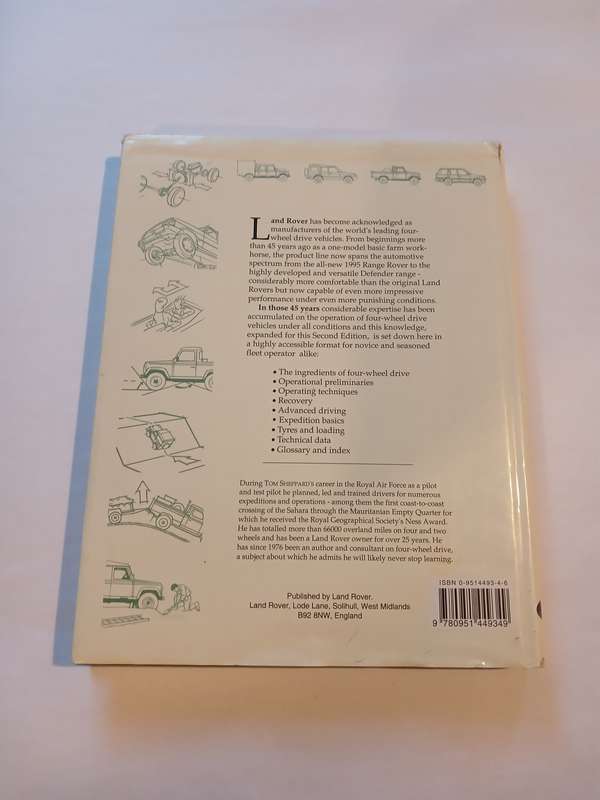 Land Rover has become acknowledged as
manufacturers of the world's leading four-
wheel drive vehicles. From beginnings more
than 45 years ago as a one-model basic farm work-
horse, the product line now spans the automotive
spectrum from the all-new 1995 Range Rover to the
highly developed and versatile Defender range -
considerably more comfortable than the original Land
Rovers but now capable of even more impressive
performance under even more punishing conditions.
In those 45 years considerable expertise has been
accumulated on the operation of four-wheel drive
vehicles under all conditions and this knowledge,
expanded for this Second Edition, is set down here in
a highly accessible format for novice and seasoned
fleet operator alike:
• The ingredients of four-wheel drive
• Operational preliminaries
• Operating techniques
• Recovery
• Advanced driving
• Expedition basics
• Tyres and loading
• Technical data
• Glossary and index
During TOM SHEPPARD'S career in the Royal Air Force as a pilot
and test pilot he planned, led and trained drivers for numerous
expeditions and operations - among them the first coast-to-coast
crossing of the Sahara through the Mauritanian Empty Quarter for
which he received the Royal Geographical Society's Ness Award.
He has totalled more than 66000 overland miles on four and two
wheels and has been a Land Rover owner for over 25 years. He
has since 1976 been an author and consultant on four-wheel drive,
a subject about which he admits he will likely never stop learning.
Published by Land Rover.
Land Rover, Lode Lane, Solihull, West Midlands
B92 8NW, England
ISBN 0-9514493-4-6
9 780951 449349